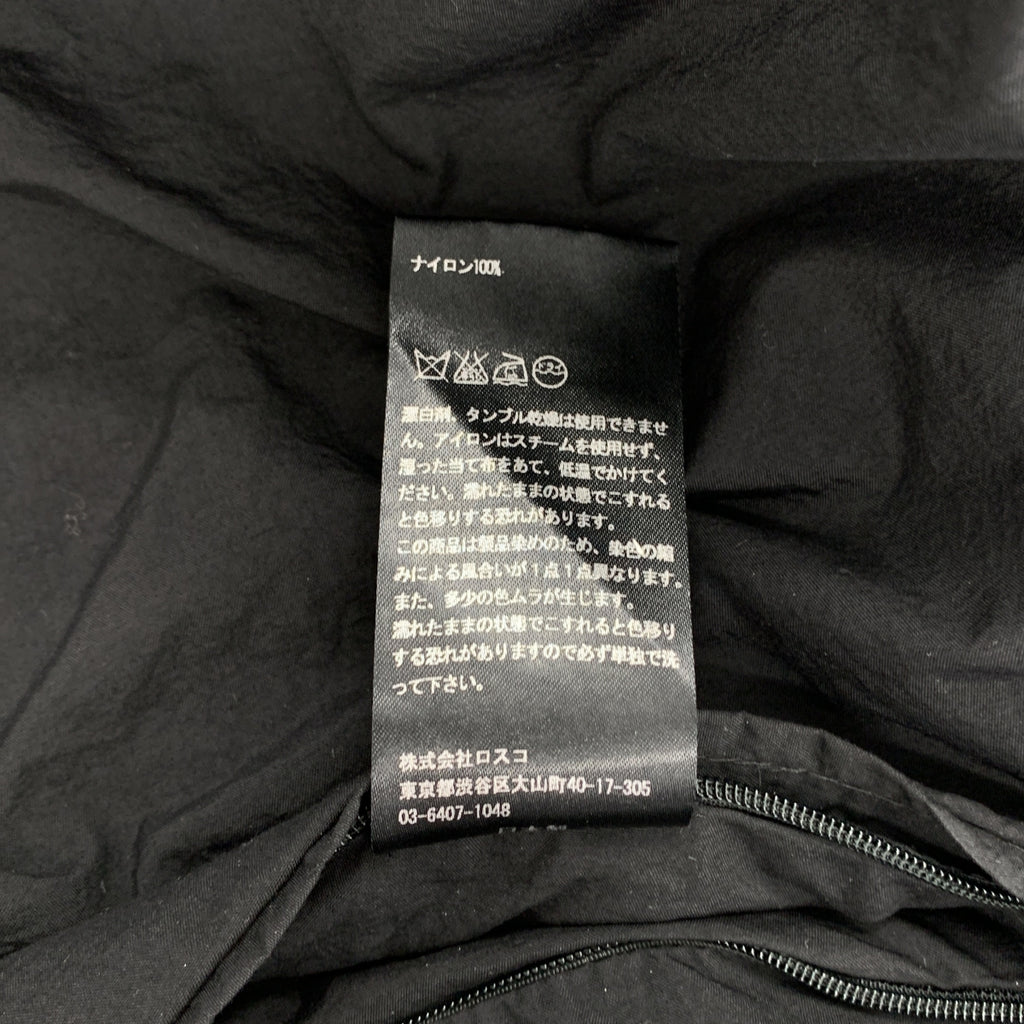 ナイロン100%
漂白剤、タンブル乾燥は使用できませ
ん。アイロンはスチームを使用せず、
湿った当て布をあて、低温でかけてく
ださい。濡れたままの状態でこすれる
と色移りする恐れがあります。
この商品は製品染めのため、染色の縮
みによる風合いが1点1点異なります。
また、多少の色ムラが生じます。
濡れたままの状態でこすれると色移り
する恐れがありますので必ず単独で洗
って下さい。
株式会社ロスコ
東京都渋谷区大山町40-17-305
03-6407-1048